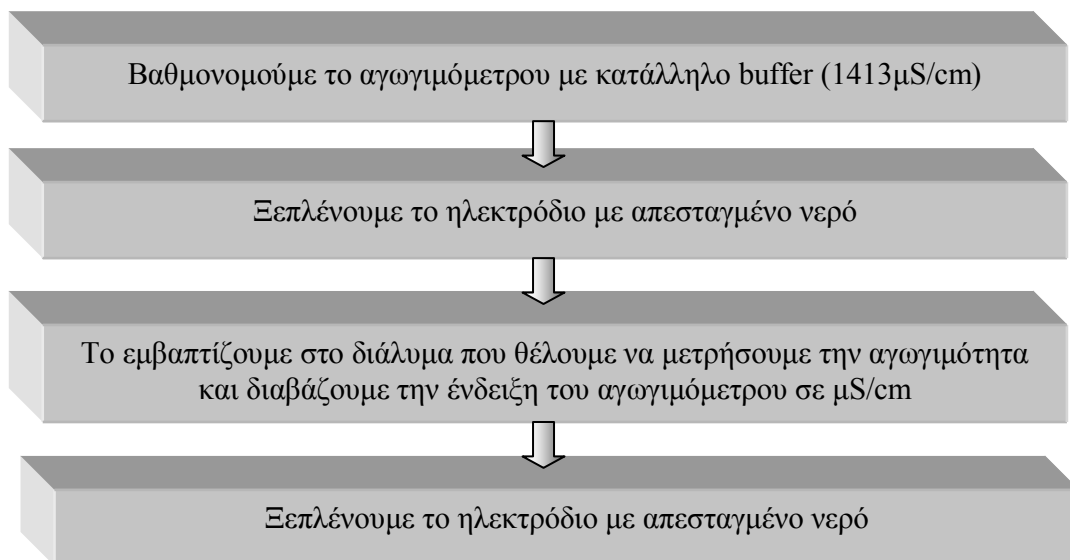 Βαθμονομούμε το αγωγιμόμετρου με κατάλληλο buffer (1413μS/cm)
Ξεπλένουμε το ηλεκτρόδιο με απεσταγμένο νερό
Το εμβαπτίζουμε στο διάλυμα που θέλουμε να μετρήσουμε την αγωγιμότητα
και διαβάζουμε την ένδειξη του αγωγιμόμετρου σε μS/cm
Ξεπλένουμε το ηλεκτρόδιο με απεσταγμένο νερό